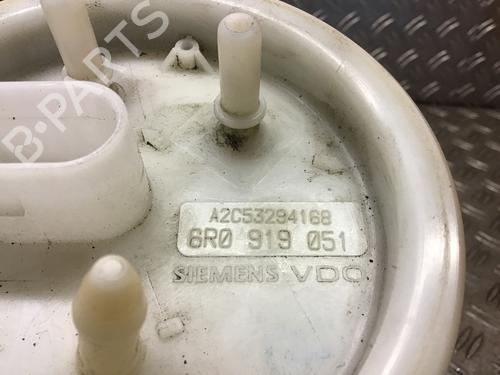 B-PARTS
A2C53294168
6R0 919 051
SIEMENS VDO